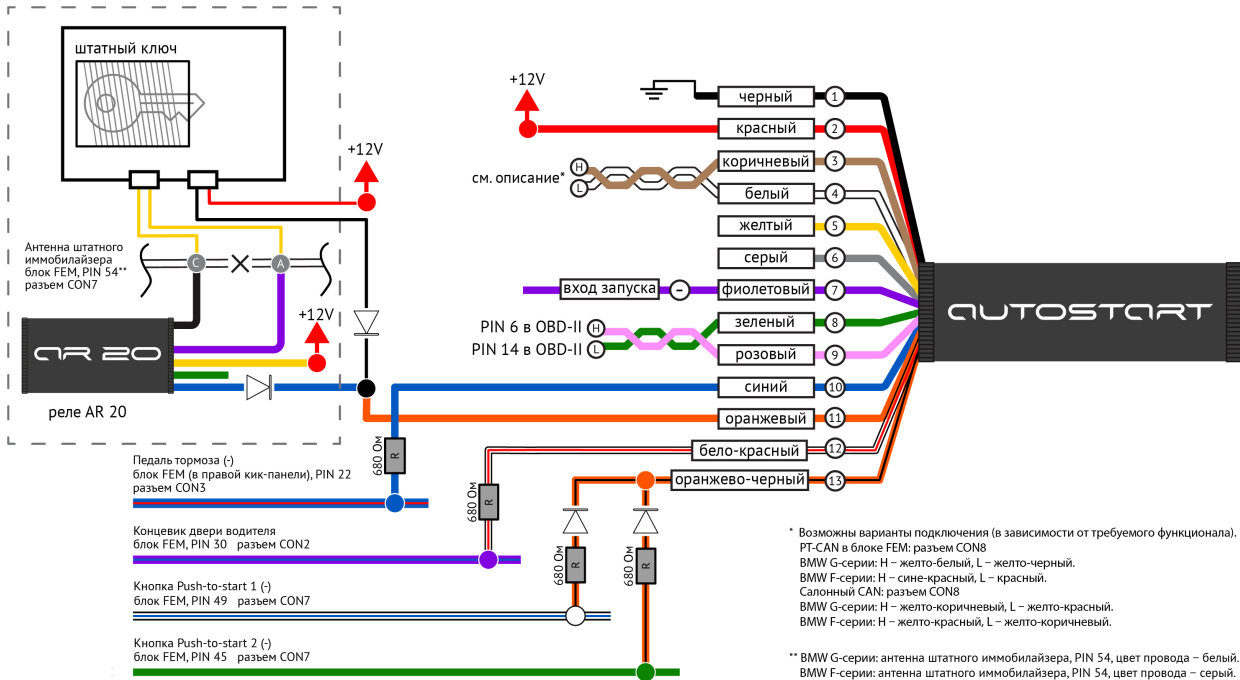 штатный ключ
+12V
Антенна штатного
иммобилайзера
блок FEM, PIN 54**
разъем CON7
C
A
+12V
AR 20
реле AR 20
+12V
черный 1
красный 2
коричневый 3
см. описание*
H
L
белый 4
желтый 5
серый 6
вход запуска – фиолетовый 7
зеленый 8
PIN 6 в OBD-II H
PIN 14 в OBD-II L
розовый 9
синий 10
оранжевый 11
бело-красный 12
оранжево-черный 13
AUTOSTART
680 Ом R
680 Ом R
680 Ом R
680 Ом R
Педаль тормоза (-)
блок FEM (в правой кик-панели), PIN 22
разъем CON3
Концевик двери водителя
блок FEM, PIN 30 разъем CON2
Кнопка Push-to-start 1 (-)
блок FEM, PIN 49 разъем CON7
Кнопка Push-to-start 2 (-)
блок FEM, PIN 45 разъем CON7
* Возможны варианты подключения (в зависимости от требуемого функционала).
PT-CAN в блоке FEM: разъем CON8
BMW G-серии: H – желто-белый, L – желто-черный.
BMW F-серии: H – сине-красный, L – красный.
Салонный CAN: разъем CON8
BMW G-серии: H – желто-коричневый, L – желто-красный.
BMW F-серии: H – желто-красный, L – желто-коричневый.
** BMW G-серии: антенна штатного иммобилайзера, PIN 54, цвет провода – белый.
BMW F-серии: антенна штатного иммобилайзера, PIN 54, цвет провода – серый.